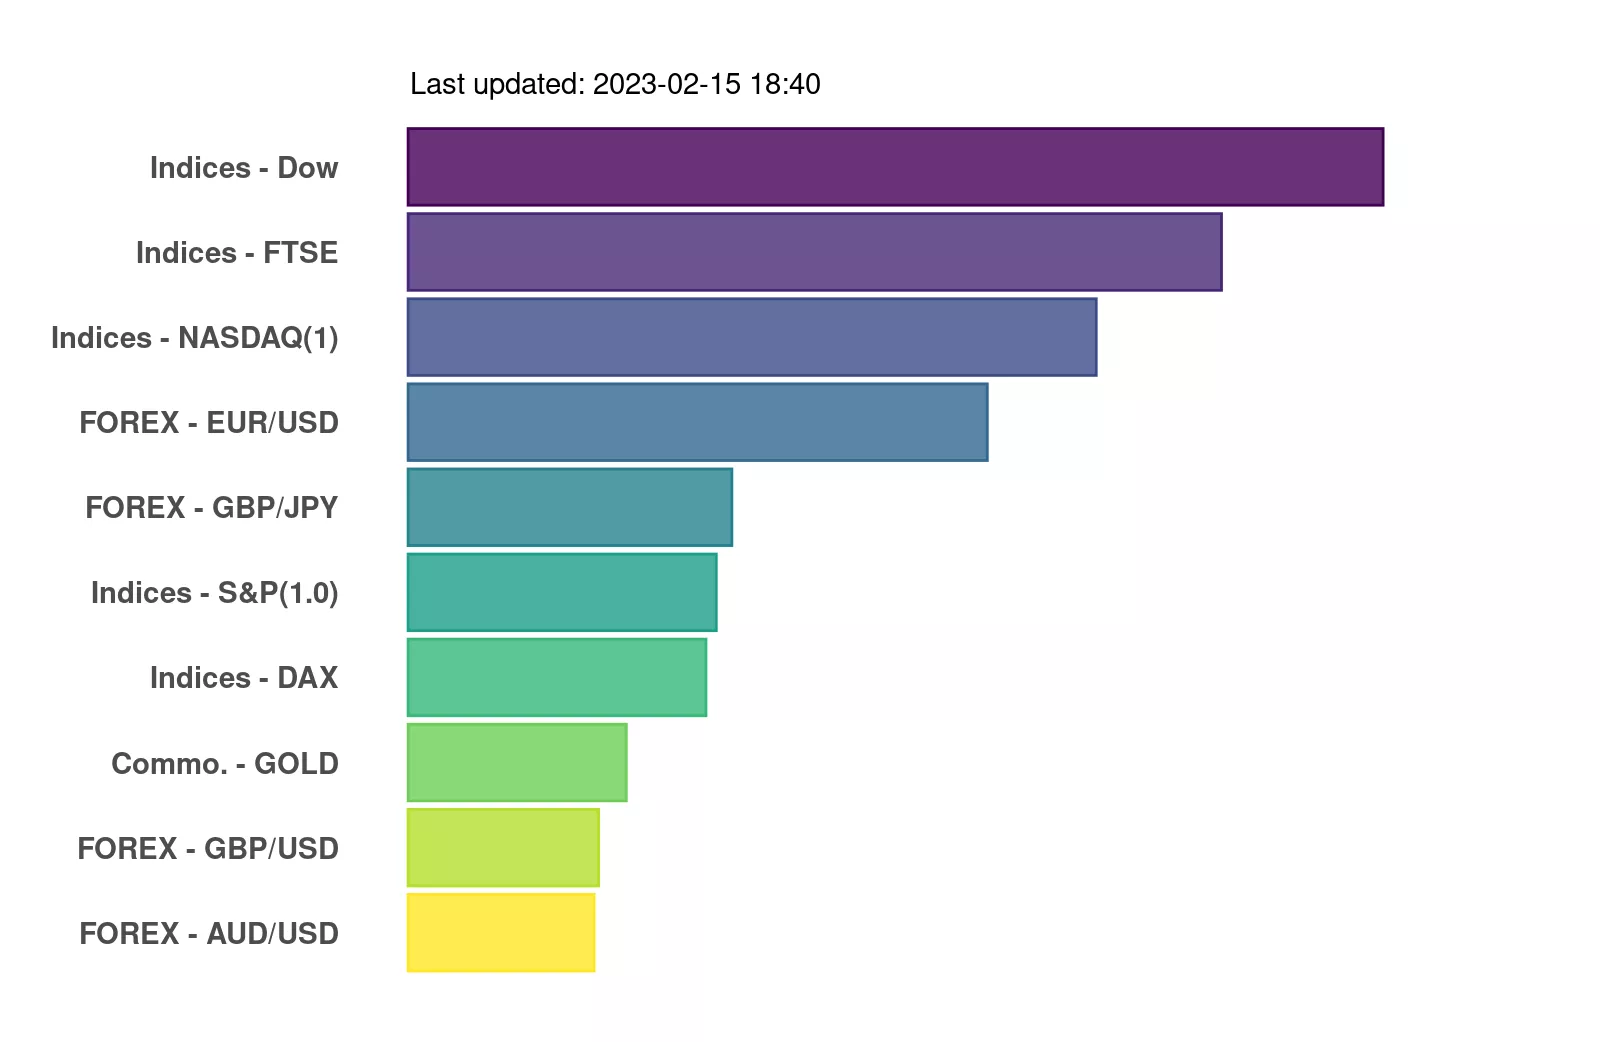 Last updated: 2023-02-15 18:40
Indices - Dow
Indices - FTSE
Indices - NASDAQ(1)
FOREX - EUR/USD
FOREX - GBP/JPY
Indices - S&P(1.0)
Indices - DAX
Commo. - GOLD
FOREX - GBP/USD
FOREX - AUD/USD